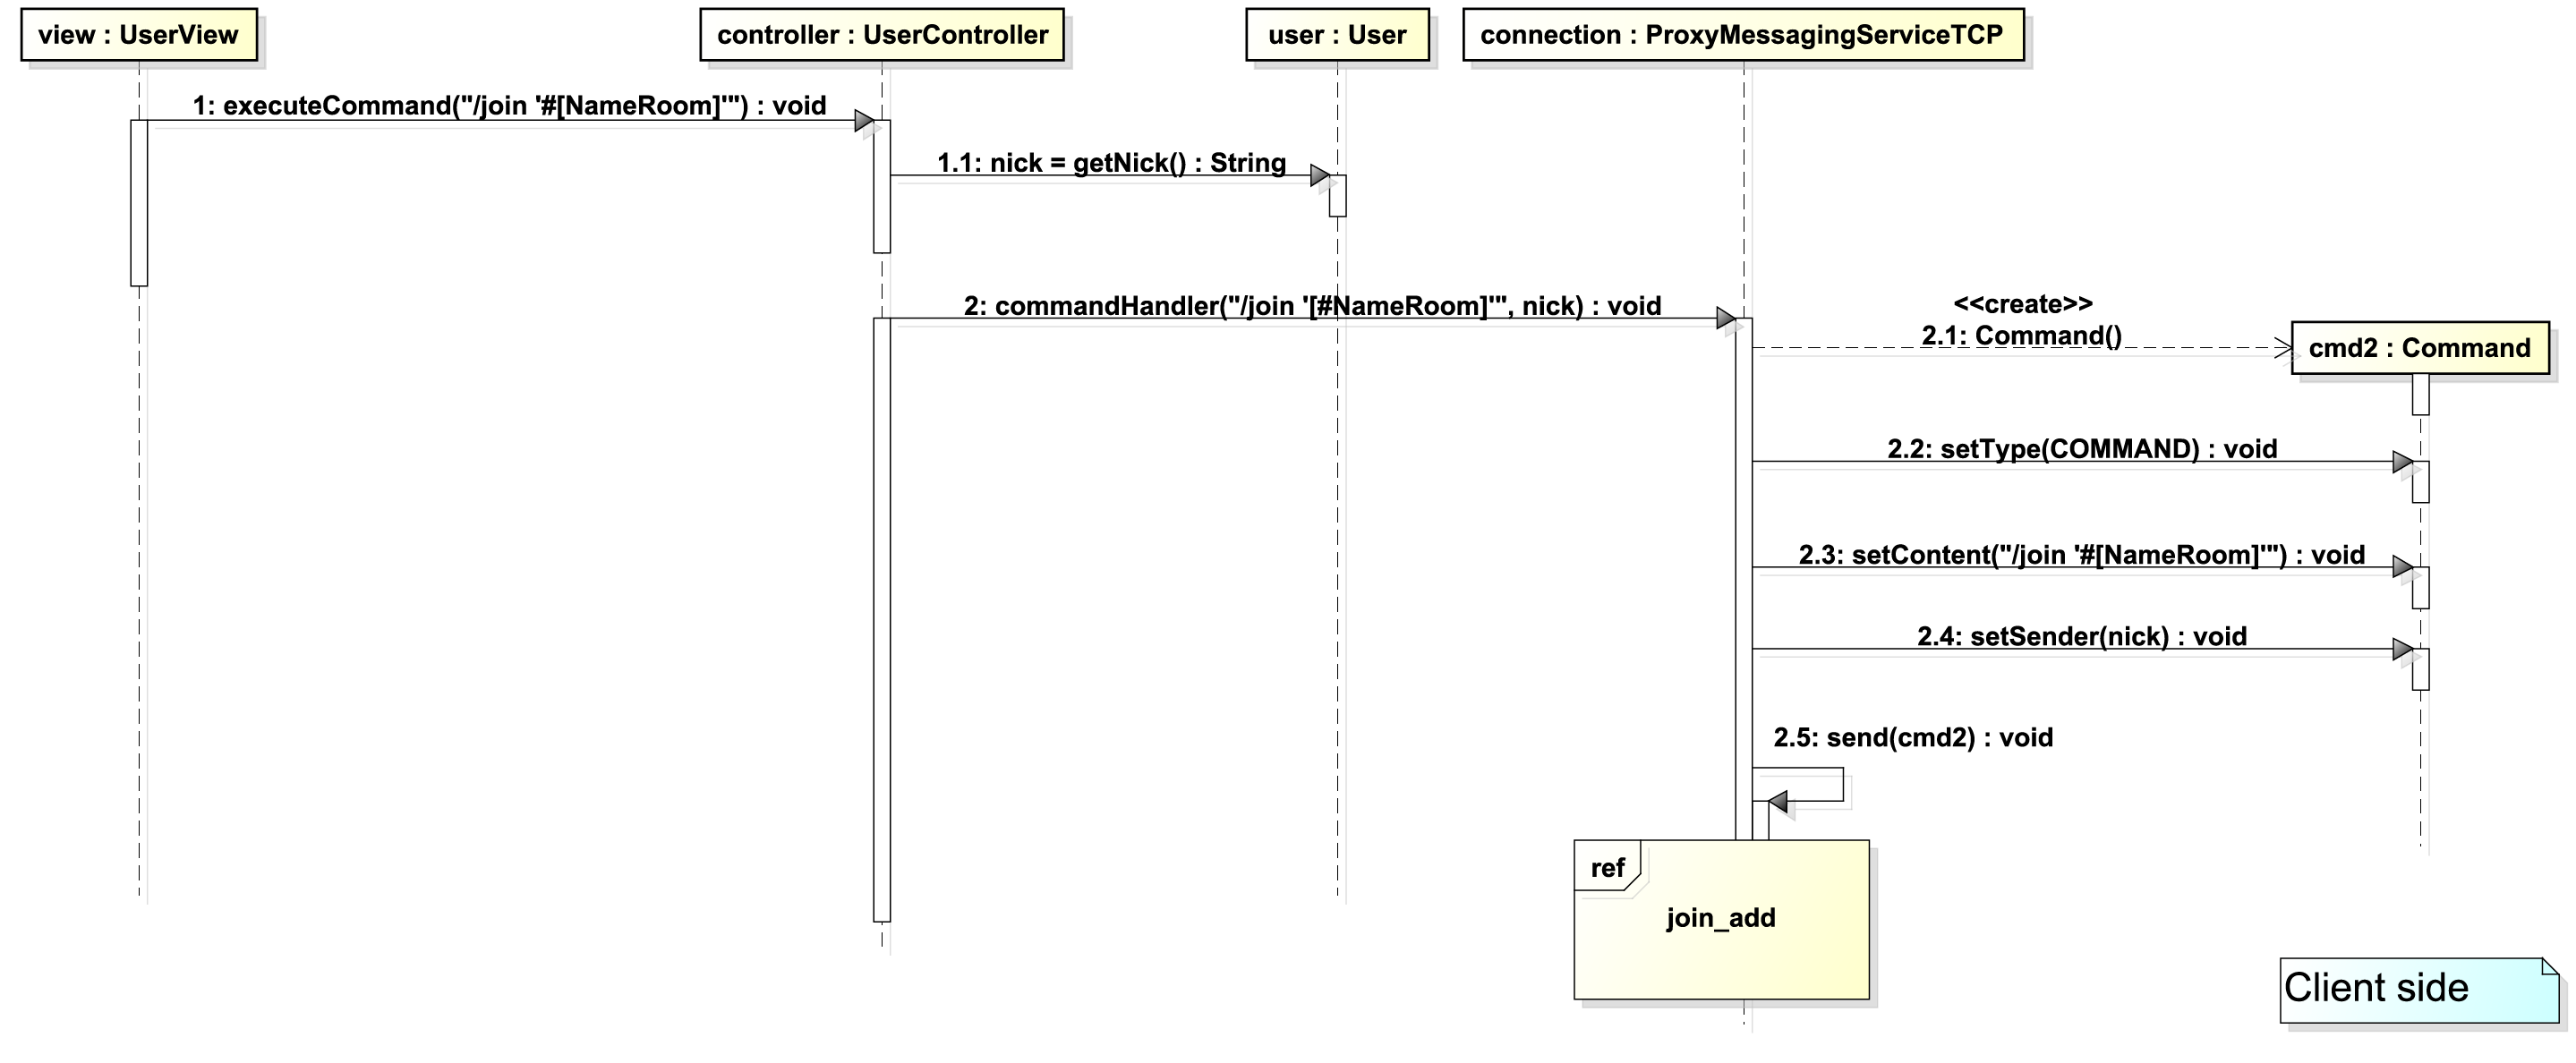 view : UserView
controller : UserController
user : User
connection : ProxyMessagingServiceTCP
1: executeCommand("/join '#[NameRoom]'") : void
1.1: nick = getNick() : String
2: commandHandler("/join '[#NameRoom]'", nick) : void
<<create>>
2.1: Command()
cmd2 : Command
2.2: setType(COMMAND) : void
2.3: setContent("/join '#[NameRoom]'") : void
2.4: setSender(nick) : void
2.5: send(cmd2) : void
ref
join_add
Client side